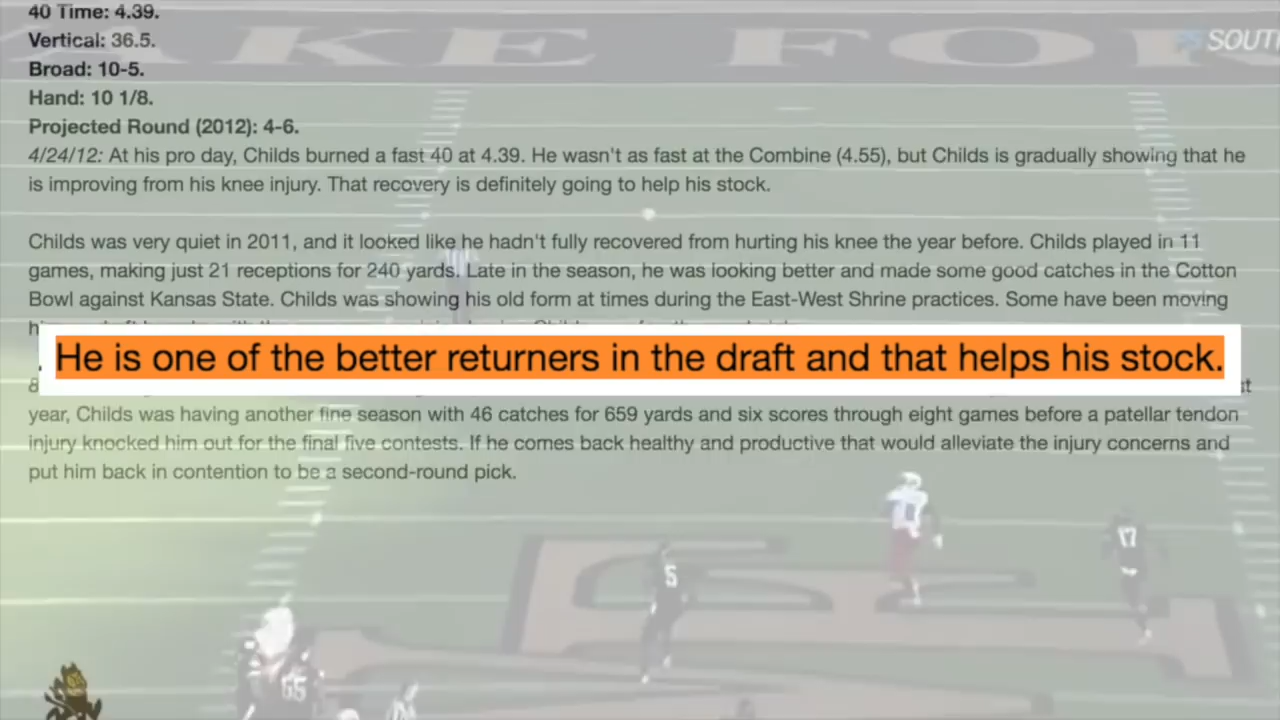 40 Time: 4.39.
Vertical: 36.5.
Broad: 10-5.
Hand: 10 1/8.
Projected Round (2012): 4-6.
4/24/12: At his pro day, Childs burned a fast 40 at 4.39. He wasn't as fast at the Combine (4.55), but Childs is gradually showing that he
is improving from his knee injury. That recovery is definitely going to help his stock.
Childs was very quiet in 2011, and it looked like he hadn't fully recovered from hurting his knee the year before. Childs played in 11
games, making just 21 receptions for 240 yards. Late in the season, he was looking better and made some good catches in the Cotton
Bowl against Kansas State. Childs was showing his old form at times during the East-West Shrine practices. Some have been moving
He is one of the better returners in the draft and that helps his stock.
year, Childs was having another fine season with 46 catches for 659 yards and six scores through eight games before a patellar tendon
injury knocked him out for the final five contests. If he comes back healthy and productive that would alleviate the injury concerns and
put him back in contention to be a second-round pick.
AKE FOR
SOUTH
5
17
65